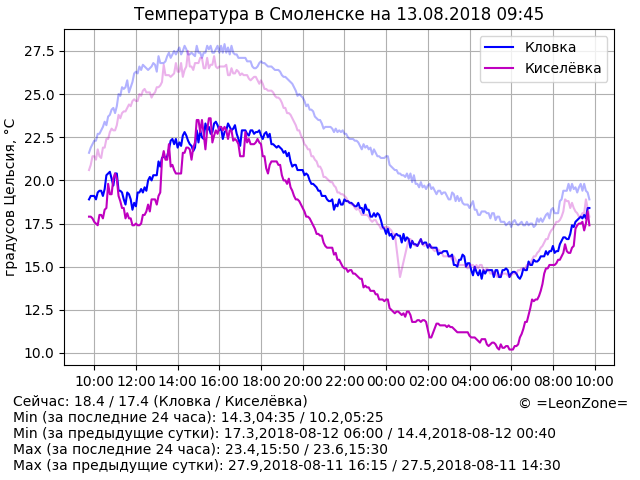 Температура в Смоленске на 13.08.2018 09:45
Кловка
Киселёвка
градусов Цельсия, °C
27.5
25.0
22.5
20.0
17.5
15.0
12.5
10.0
10:00 12:00 14:00 16:00 18:00 20:00 22:00 00:00 02:00 04:00 06:00 08:00 10:00
Сейчас: 18.4 / 17.4 (Кловка / Киселёвка)
© =LeonZone=
Min (за последние 24 часа): 14.3,04:35 / 10.2,05:25
Min (за предыдущие сутки): 17.3,2018-08-12 06:00 / 14.4,2018-08-12 00:40
Max (за последние 24 часа): 23.4,15:50 / 23.6,15:30
Max (за предыдущие сутки): 27.9,2018-08-11 16:15 / 27.5,2018-08-11 14:30